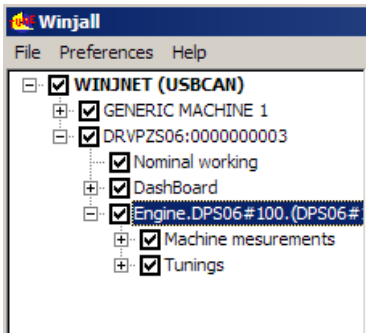 Winjall
File Preferences Help
WINJNET (USBCAN)
GENERIC MACHINE 1
DRVPZS06:0000000003
Nominal working
DashBoard
Engine.DPS06#100.(DPS06#
Machine mesurements
Tunings